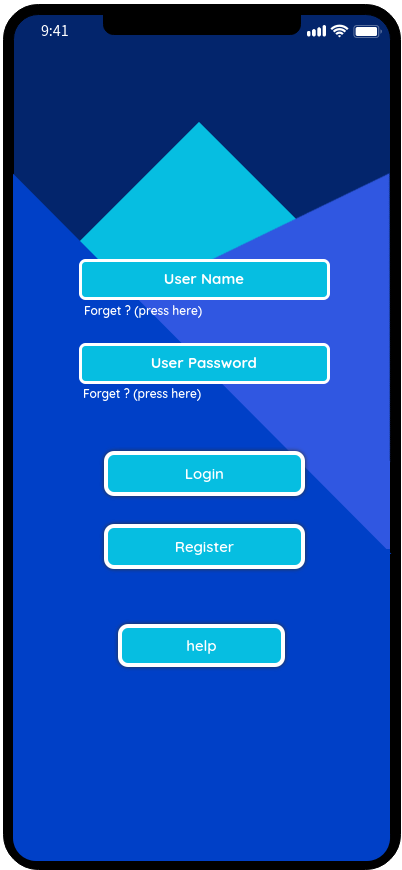 9:41
User Name
Forget ? (press here)
User Password
Forget ? (press here)
Login
Register
help